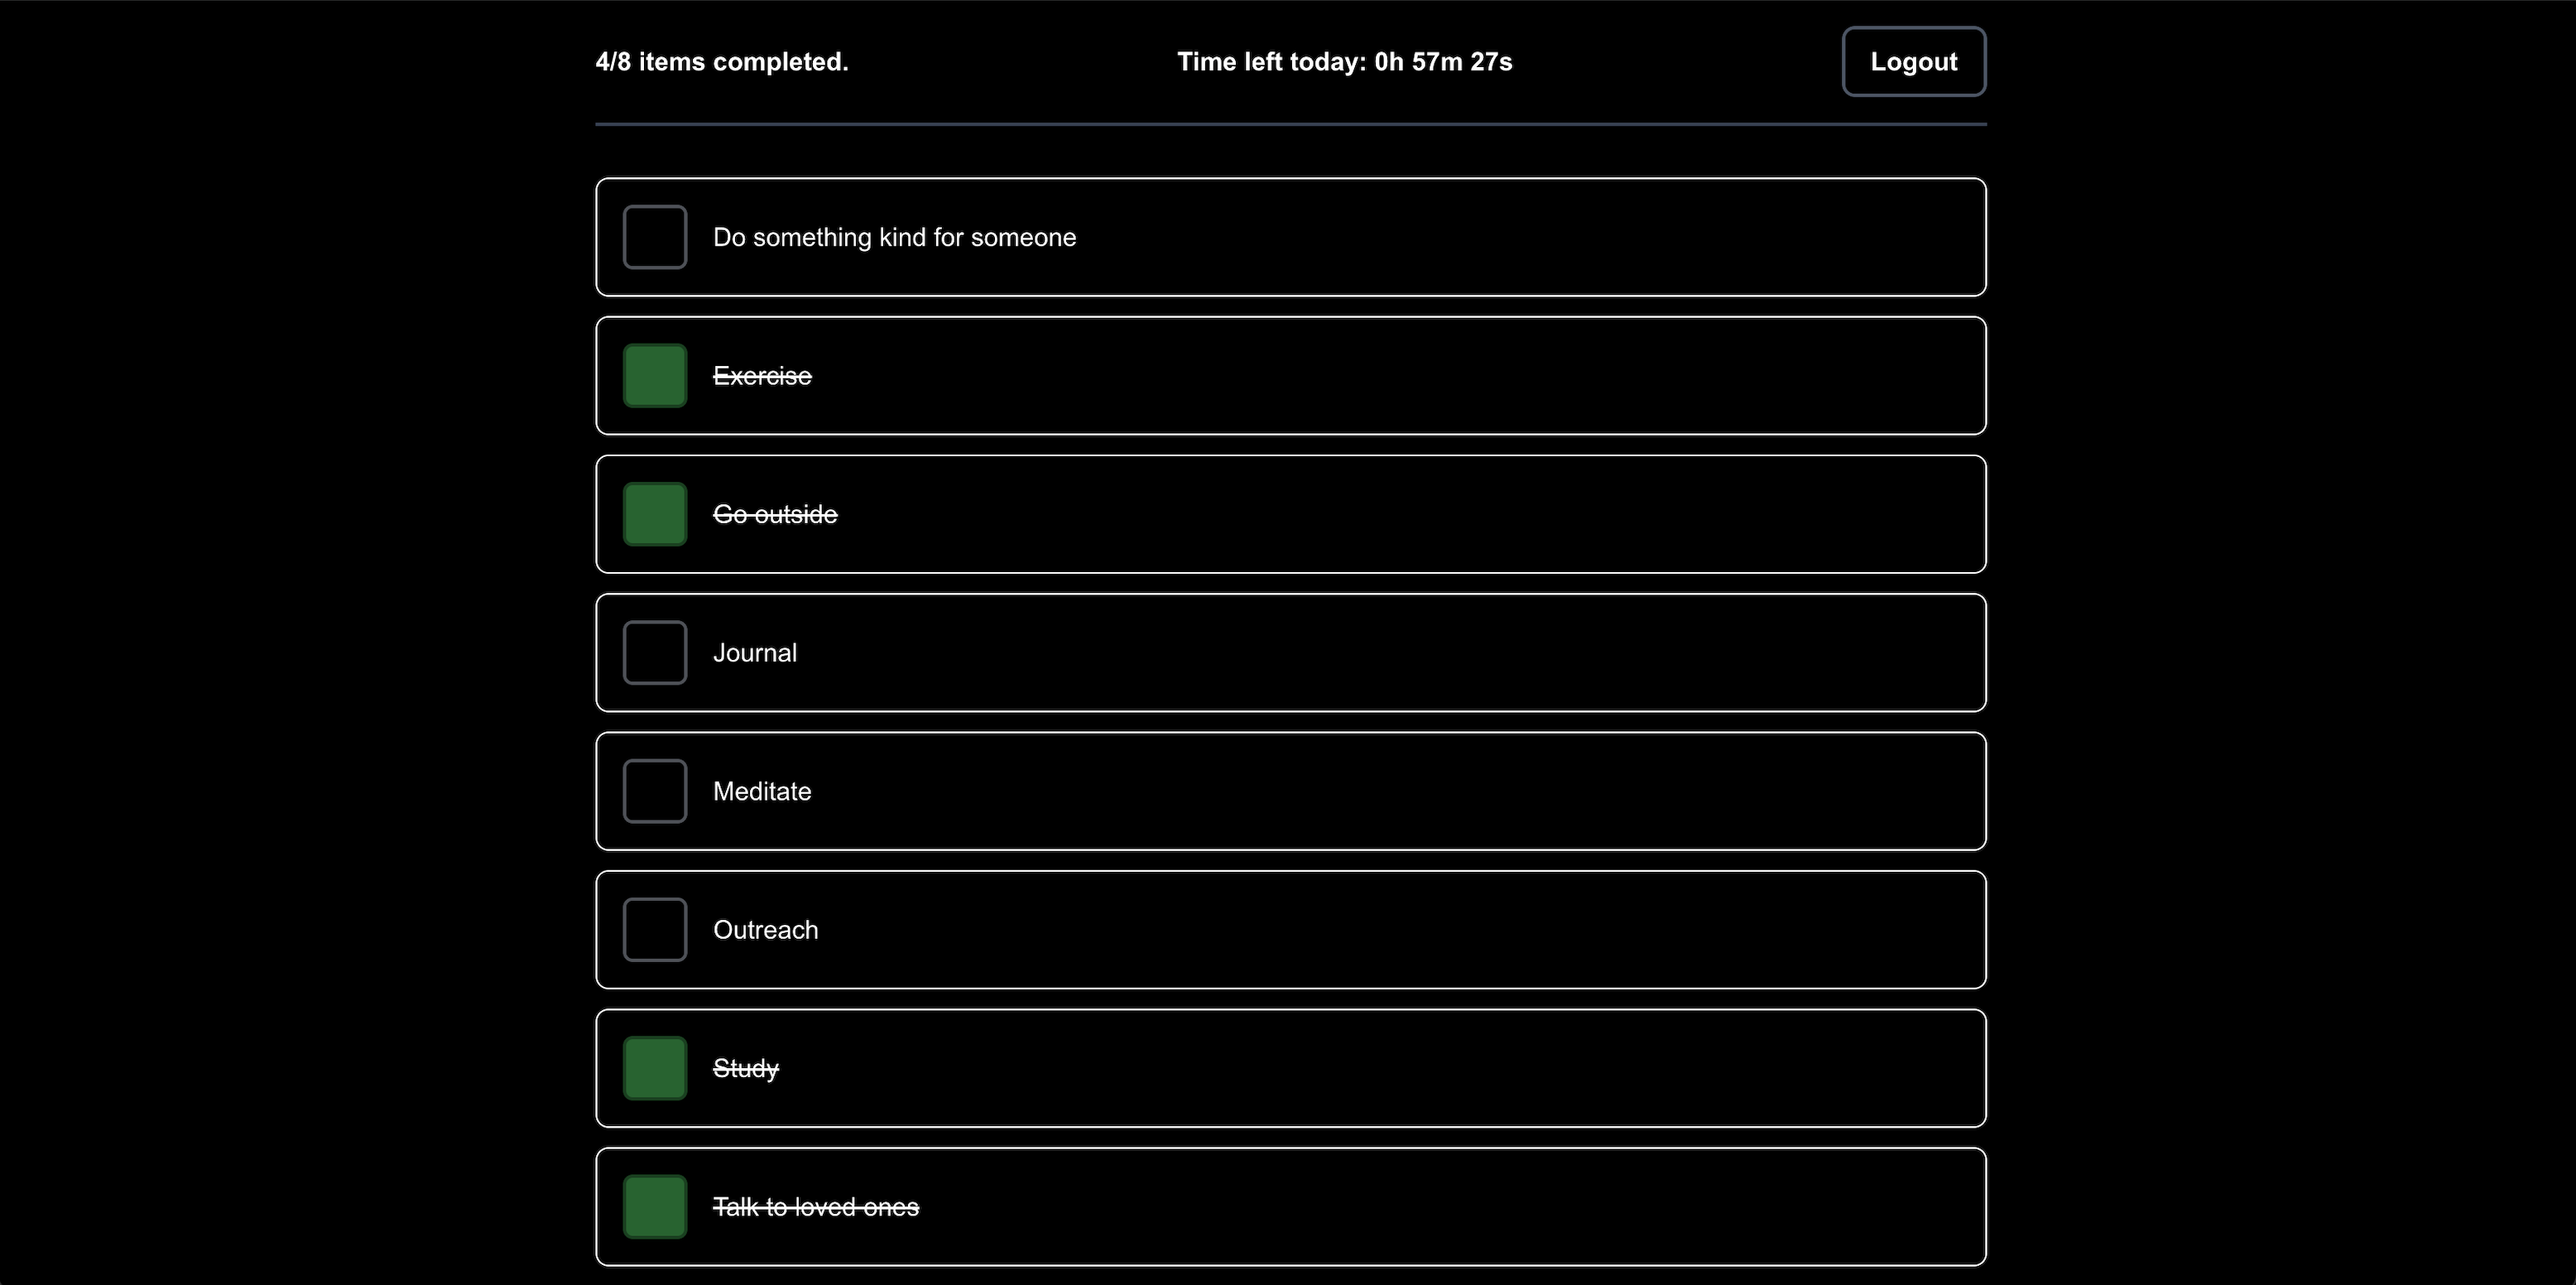 4/8 items completed.
Time left today: 0h 57m 27s
Logout
Do something kind for someone
Exercise
Go outside
Journal
Meditate
Outreach
Study
Talk to loved ones